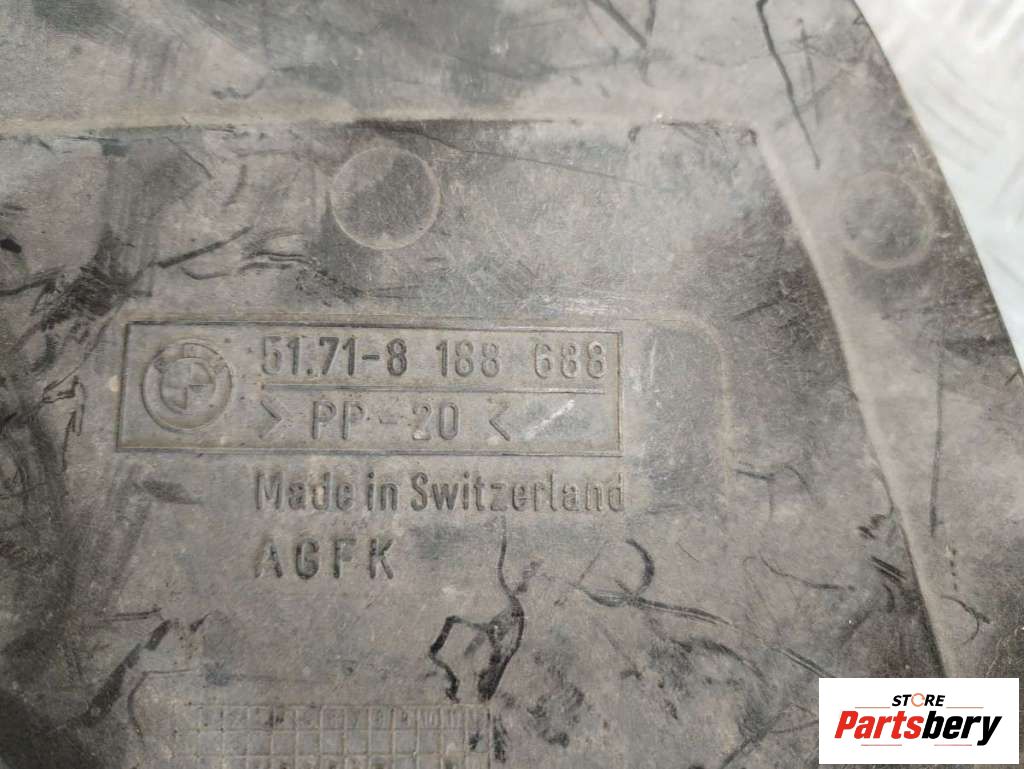 51.71-8 188 688
> PP-20 <
Made in Switzerland
AGFK
STORE
Partsbery